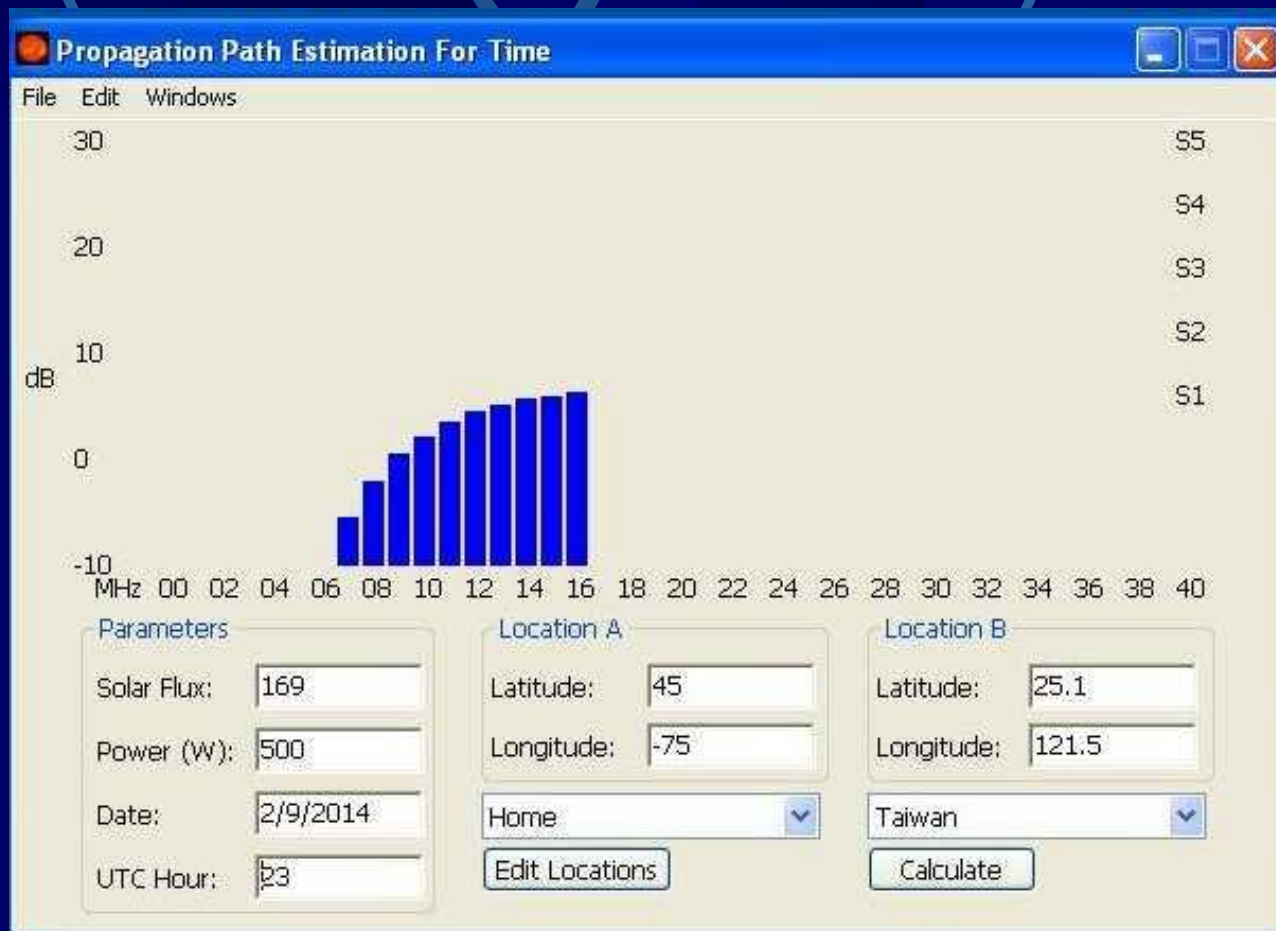 Propagation Path Estimation For Time
File Edit Windows
30
S5
S4
20
S3
S2
10
dB
S1
0
-10
MHz 00 02 04 06 08 10 12 14 16 18 20 22 24 26 28 30 32 34 36 38 40
Parameters
Solar Flux: 169
Power (W): 500
Date: 2/9/2014
UTC Hour: 23
Location A
Latitude: 45
Longitude: -75
Home
Edit Locations
Location B
Latitude: 25.1
Longitude: 121.5
Taiwan
Calculate